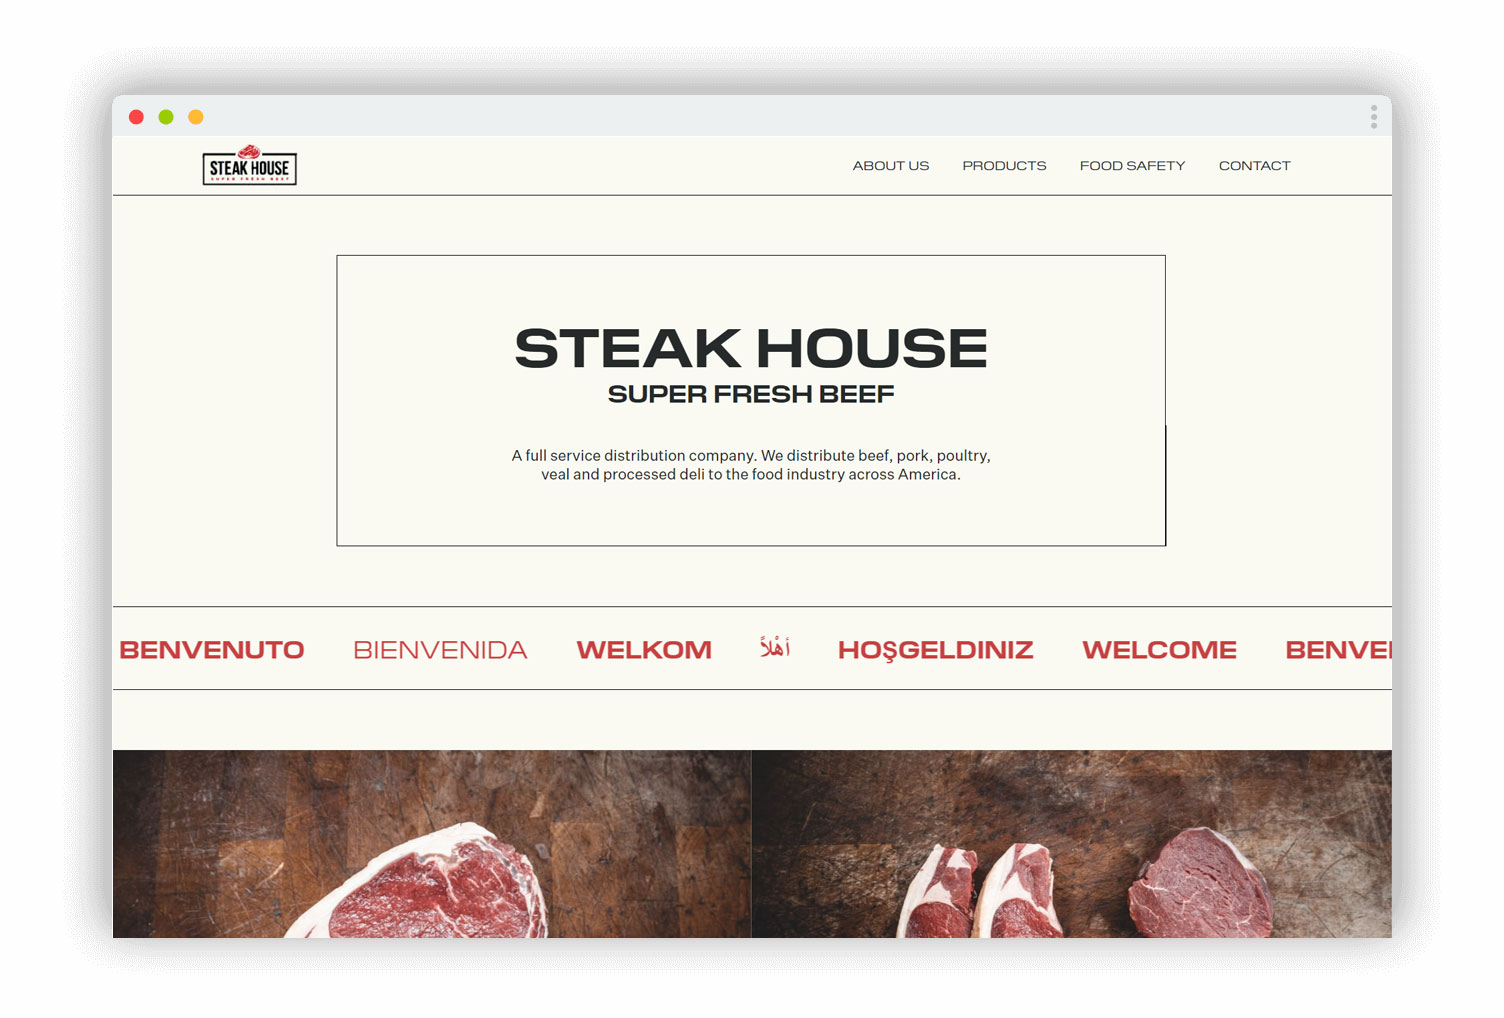 STEAK HOUSE
SUPER FRESH BEEF
ABOUT US PRODUCTS FOOD SAFETY CONTACT
STEAK HOUSE
SUPER FRESH BEEF
A full service distribution company. We distribute beef, pork, poultry,
veal and processed deli to the food industry across America.
BENVENUTO BIENVENIDA WELKOM أهْلاً HOŞGELDINIZ WELCOME BENVE